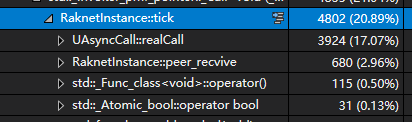 RaknetInstance::tick 4802 (20.89%)
UAsyncCall::realCall 3924 (17.07%)
RaknetInstance::peer_recvive 680 (2.96%)
std::_Func_class<void>::operator() 115 (0.50%)
std::_Atomic_bool::operator bool 31 (0.13%)